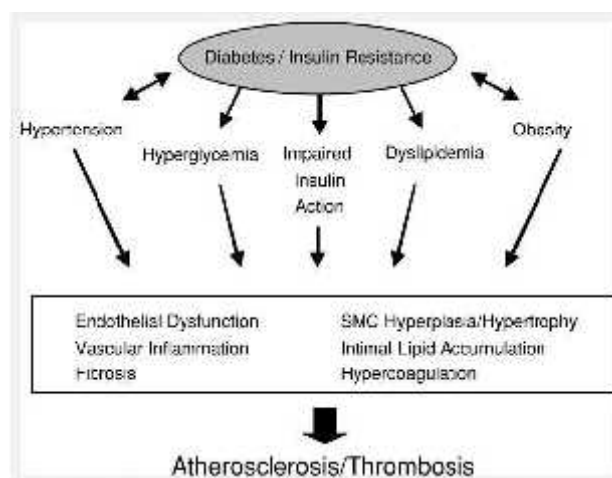 Diabetes / Insulin Resistance
Hypertension
Obesity
Hyperglycemia
Impaired
Insulin
Action
Dyslipidemia
Endothelial Dysfunction
Vascular Inflammation
Fibrosis
SMC Hyperplasia/Hypertrophy
Intimal Lipid Accumulation
Hypercoagulation
Atherosclerosis/Thrombosis